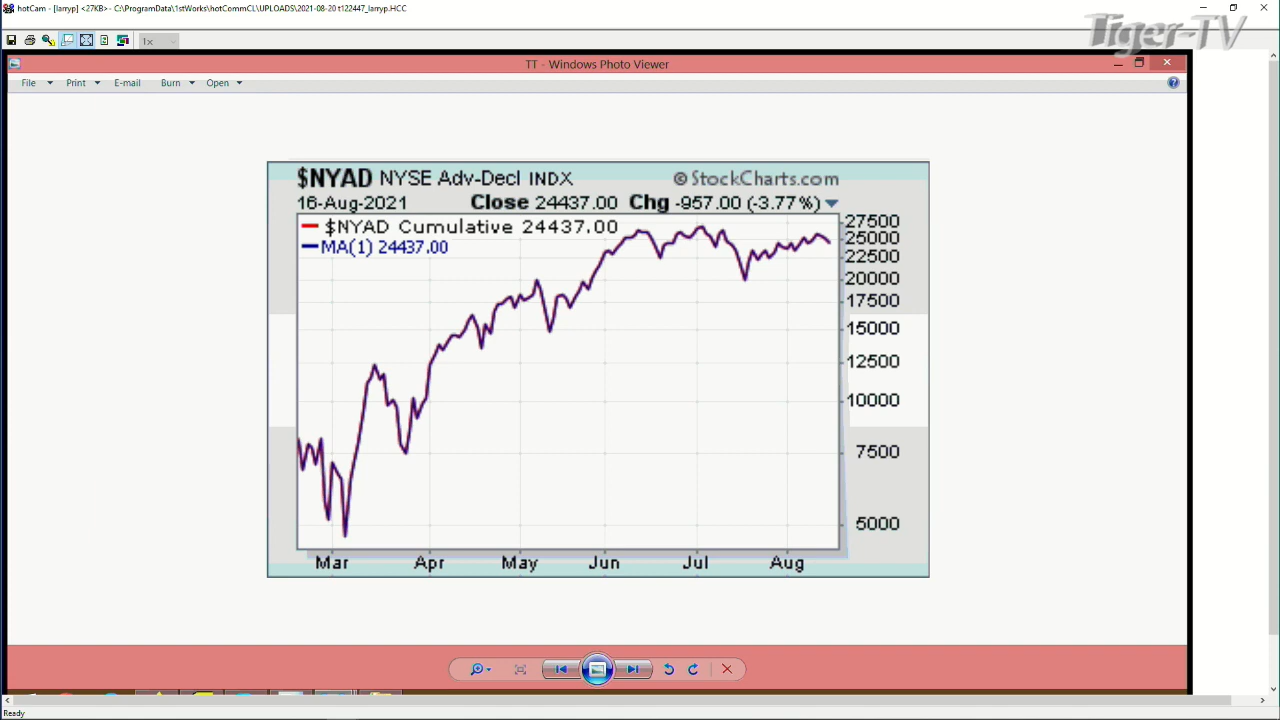 hotCam - [larryp] <27KB> - C:\ProgramData\1stWorks\hotCommCL\UPLOADS\2021-08-20 t122447_larryp.HCC
Tiger-TV
1x
TT - Windows Photo Viewer
File Print E-mail Burn Open
$NYAD NYSE Adv-Decl INDX © StockCharts.com
16-Aug-2021 Close 24437.00 Chg -957.00 (-3.77%)
$NYAD Cumulative 24437.00
MA(1) 24437.00
27500
25000
22500
20000
17500
15000
12500
10000
7500
5000
Mar Apr May Jun Jul Aug
Ready